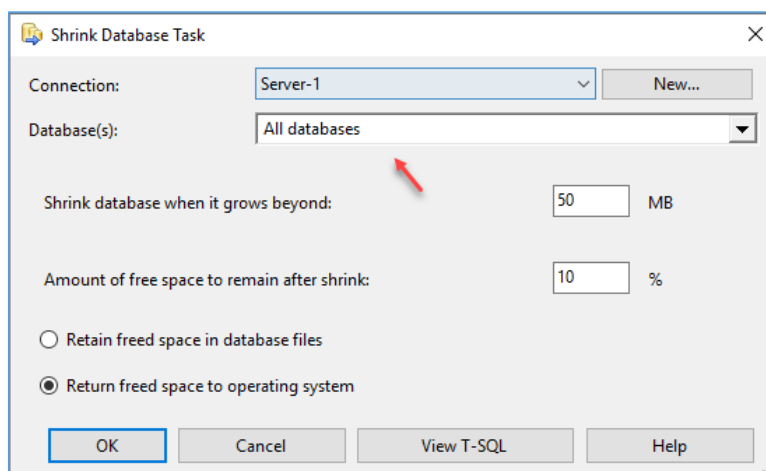 Shrink Database Task
Connection: Server-1 New...
Database(s): All databases
Shrink database when it grows beyond: 50 MB
Amount of free space to remain after shrink: 10 %
Retain freed space in database files
Return freed space to operating system
OK Cancel View T-SQL Help